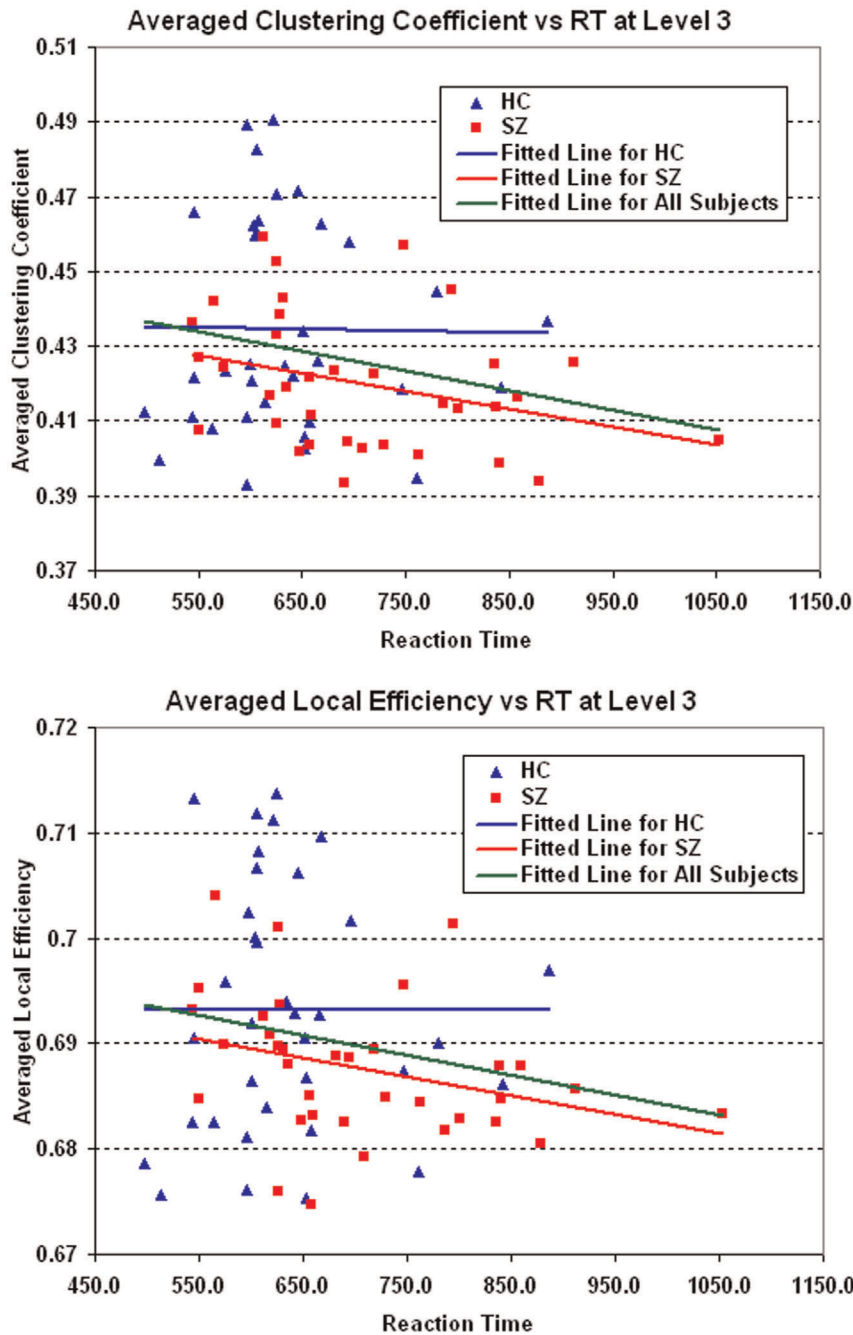 Averaged Clustering Coefficient vs RT at Level 3
0.51
0.49
0.47
0.45
0.43
0.41
0.39
0.37
Averaged Clustering Coefficient
HC
SZ
Fitted Line for HC
Fitted Line for SZ
Fitted Line for All Subjects
450.0 550.0 650.0 750.0 850.0 950.0 1050.0 1150.0
Reaction Time
Averaged Local Efficiency vs RT at Level 3
0.72
0.71
0.7
0.69
0.68
0.67
Averaged Local Efficiency
HC
SZ
Fitted Line for HC
Fitted Line for SZ
Fitted Line for All Subjects
450.0 550.0 650.0 750.0 850.0 950.0 1050.0 1150.0
Reaction Time